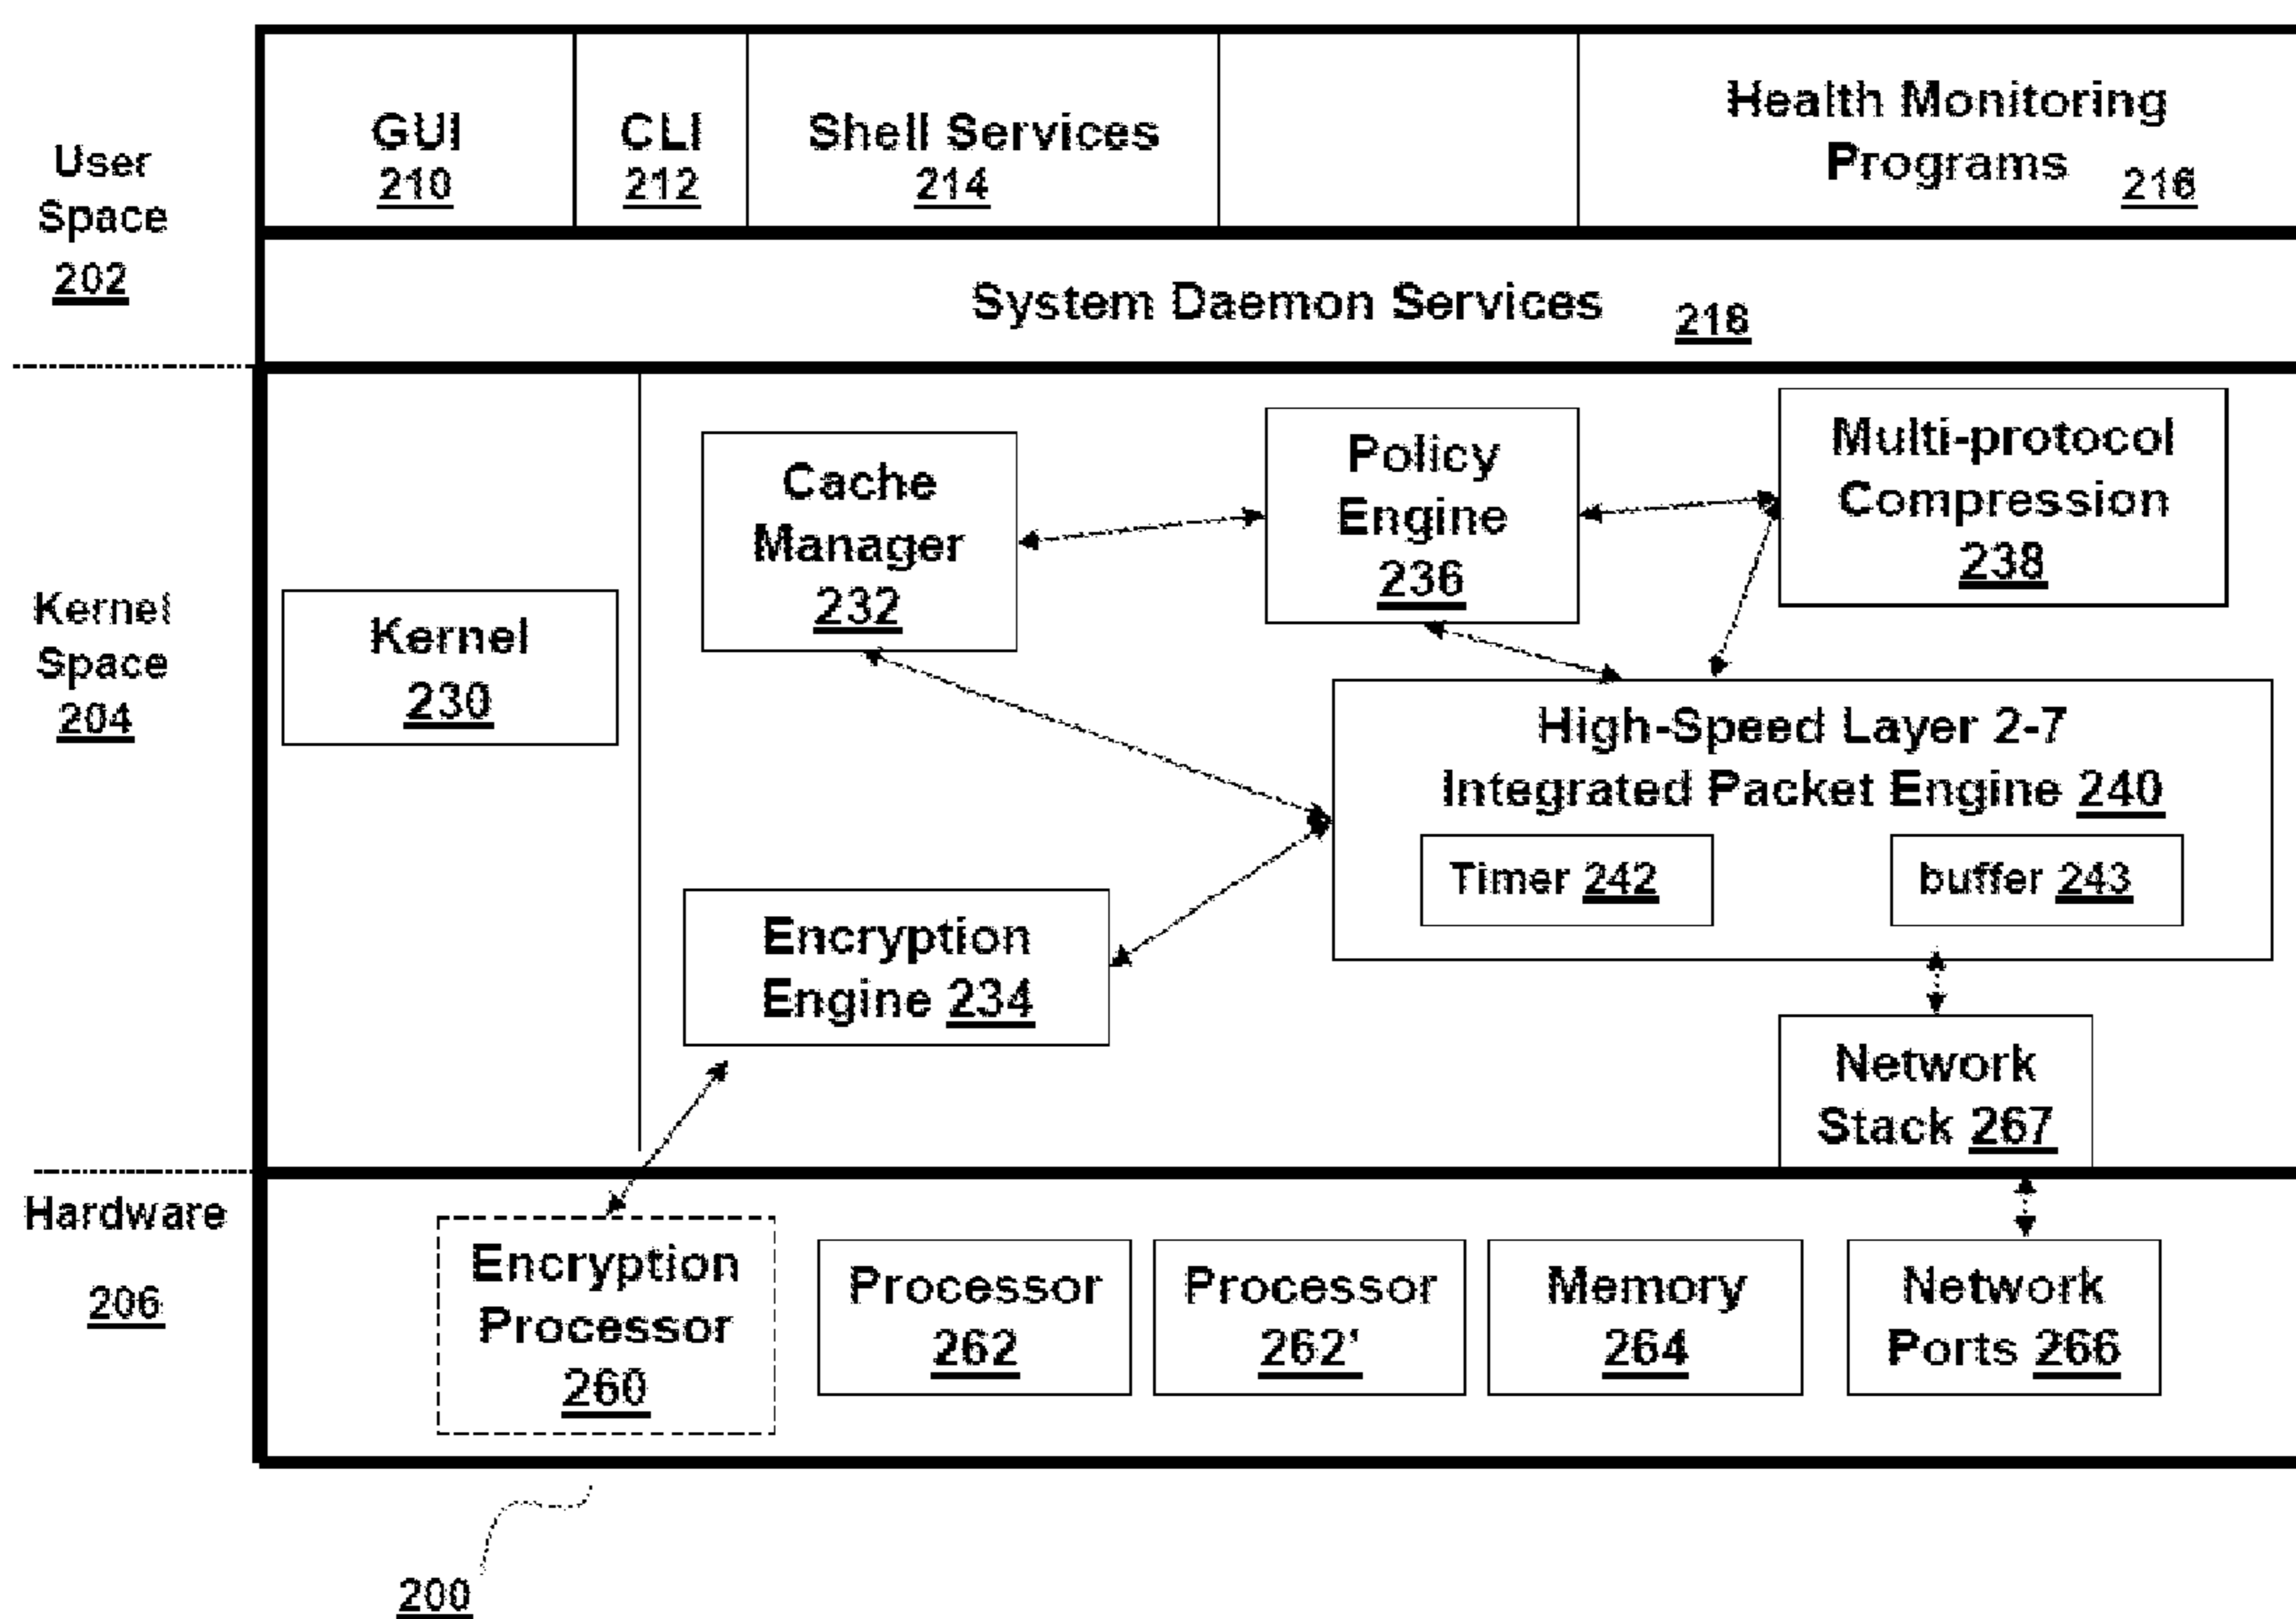 User
Space
202
GUI
210
CLI
212
Shell Services
214
Health Monitoring
Programs 216
System Daemon Services 218
Kernel
Space
204
Kernel
230
Cache
Manager
232
Policy
Engine
236
Multi-protocol
Compression
238
High-Speed Layer 2-7
Integrated Packet Engine 240
Timer 242
buffer 243
Encryption
Engine 234
Network
Stack 267
Hardware
206
Encryption
Processor
260
Processor
262
Processor
262'
Memory
264
Network
Ports 266
200